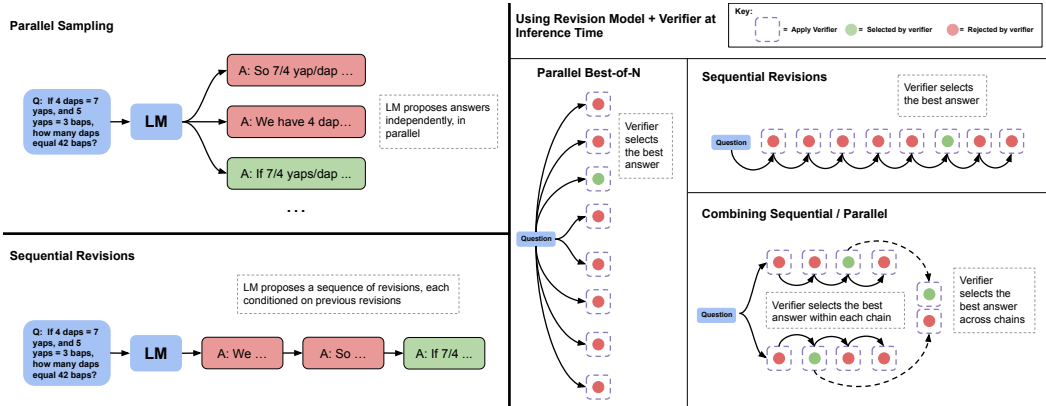 Parallel Sampling
Q: If 4 daps = 7
yaps, and 5
yaps = 3 baps,
how many daps
equal 42 baps?
LM
A: So 7/4 yap/dap ...
A: We have 4 dap...
A: If 7/4 yaps/dap ...
...
LM proposes answers
independently, in
parallel
Sequential Revisions
LM proposes a sequence of revisions, each
conditioned on previous revisions
Q: If 4 daps = 7
yaps, and 5
yaps = 3 baps,
how many daps
equal 42 baps?
LM
A: We ...
A: So ...
A: If 7/4 ...
Using Revision Model + Verifier at
Inference Time
Key:
= Apply Verifier
= Selected by verifier
= Rejected by verifier
Parallel Best-of-N
Verifier
selects
the best
answer
Question
Sequential Revisions
Verifier selects
the best answer
Question
Combining Sequential / Parallel
Question
Verifier selects the best
answer within each chain
Verifier
selects the
best answer
across chains